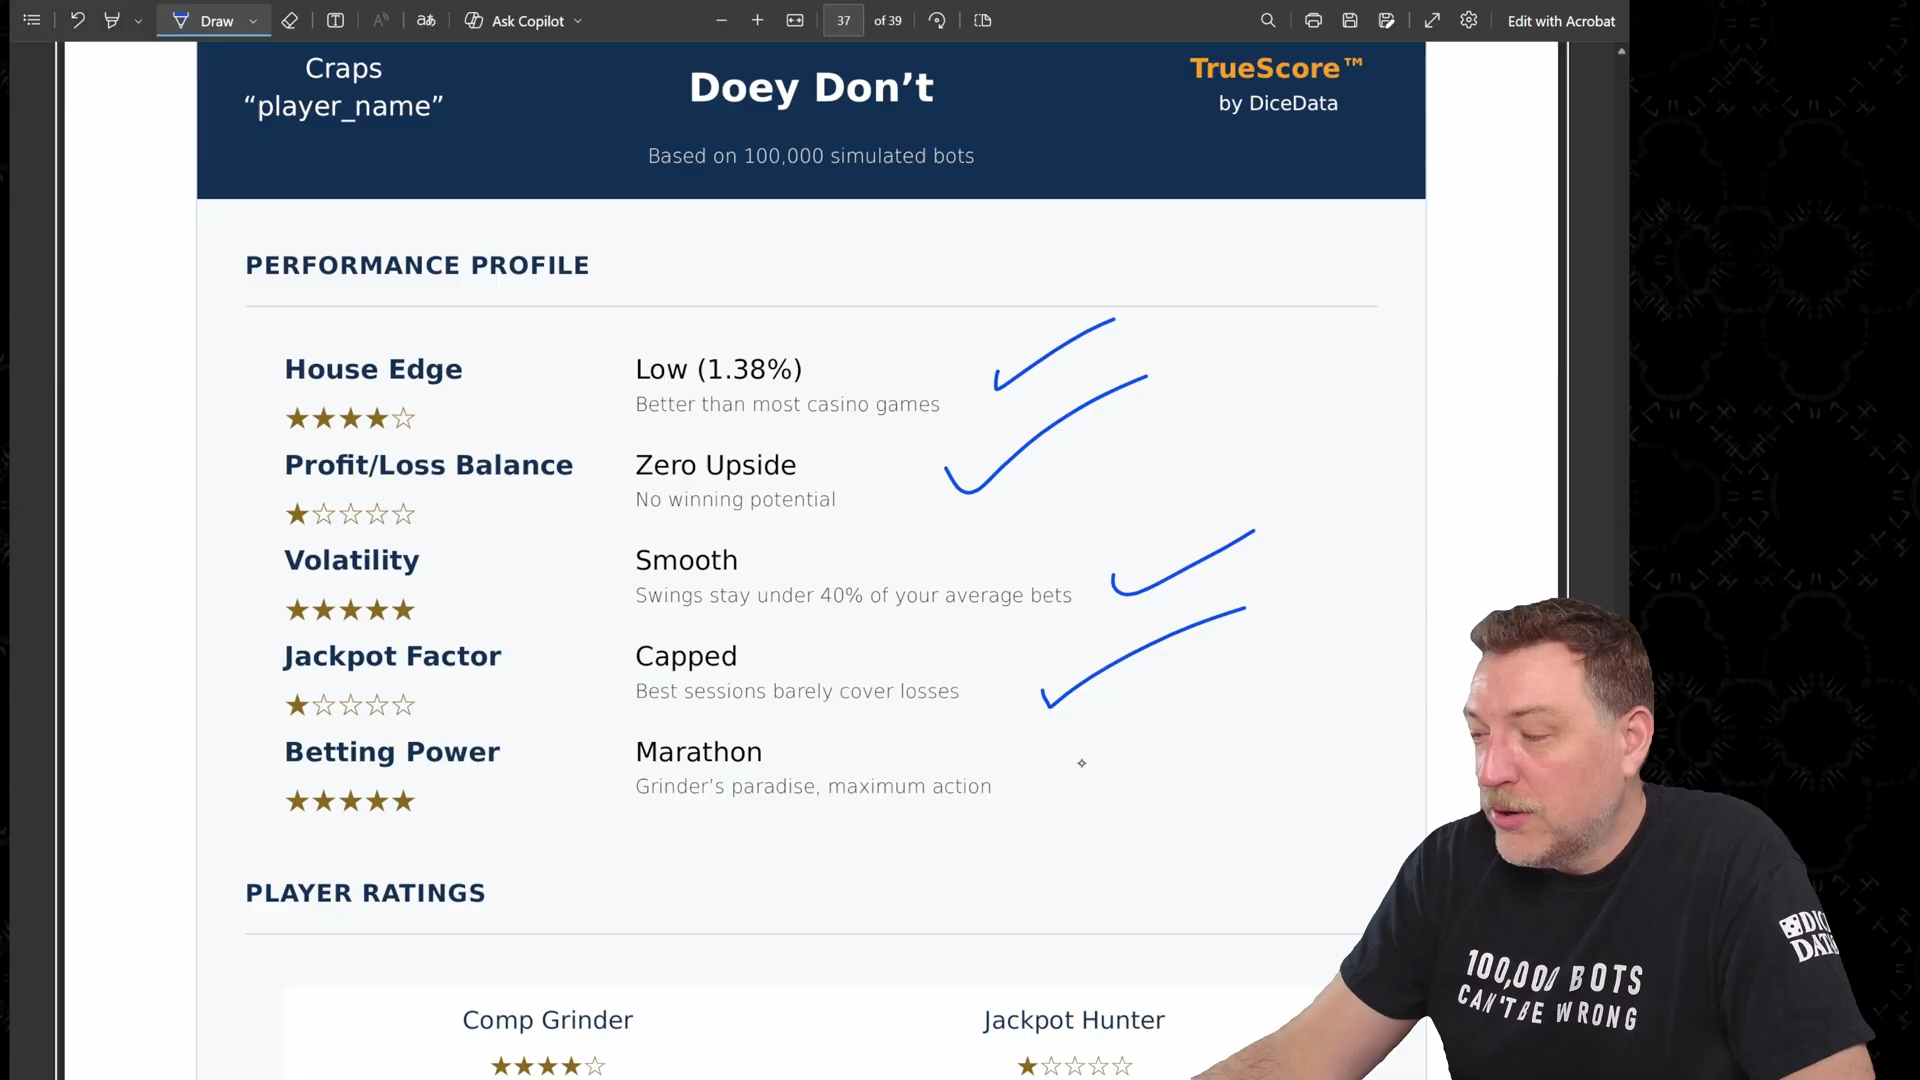 Draw
aあ
Ask Copilot
37
of 39
Edit with Acrobat
Craps
“player_name”
Doey Don’t
Based on 100,000 simulated bots
TrueScore™
by DiceData
PERFORMANCE PROFILE
House Edge
Low (1.38%)
★★★★☆
Better than most casino games
Profit/Loss Balance
Zero Upside
★☆☆☆☆
No winning potential
Volatility
Smooth
★★★★★
Swings stay under 40% of your average bets
Jackpot Factor
Capped
★☆☆☆☆
Best sessions barely cover losses
Betting Power
Marathon
★★★★★
Grinder’s paradise, maximum action
PLAYER RATINGS
Comp Grinder
★★★★☆
Jackpot Hunter
★☆☆☆☆
100,000 BOTS
CAN'T BE WRONG